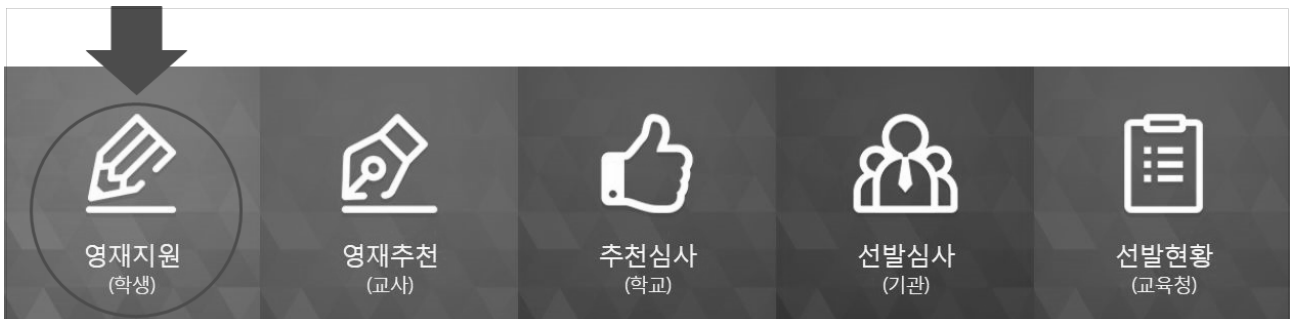 영재지원
(학생)
영재추천
(교사)
추천심사
(학교)
선발심사
(기관)
선발현황
(교육청)